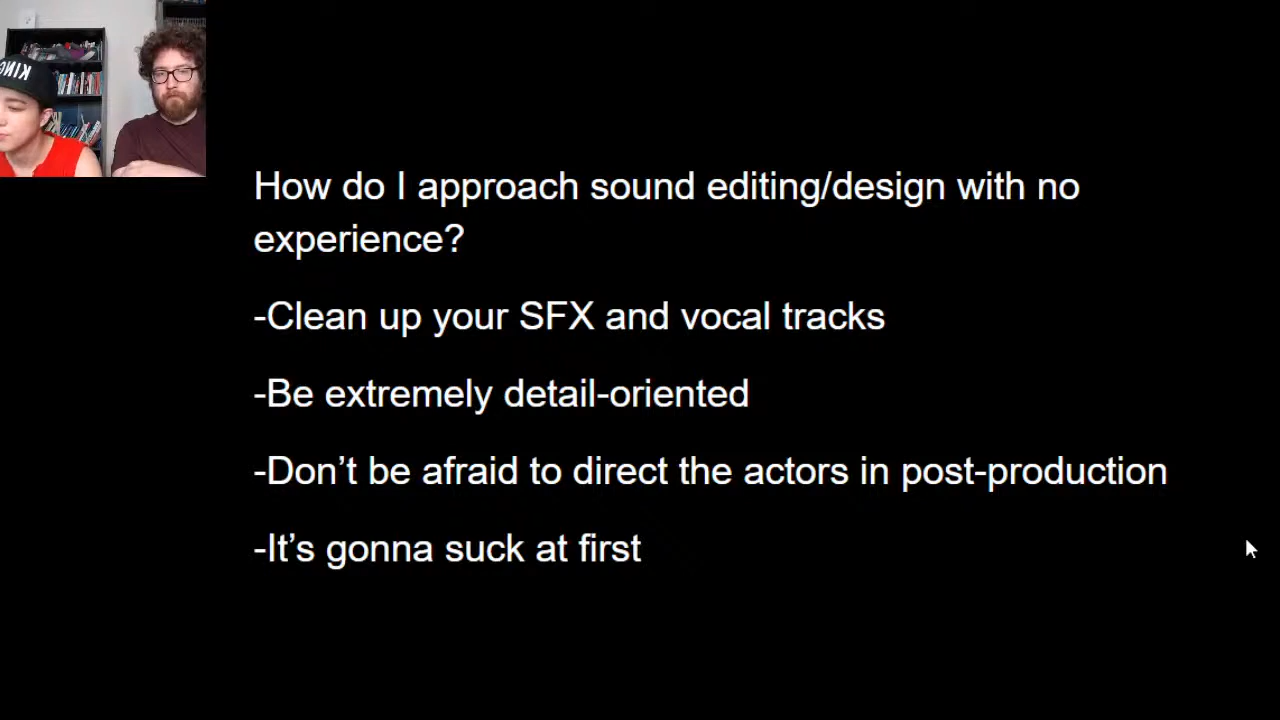 KING
How do I approach sound editing/design with no
experience?
-Clean up your SFX and vocal tracks
-Be extremely detail-oriented
-Don’t be afraid to direct the actors in post-production
-It’s gonna suck at first